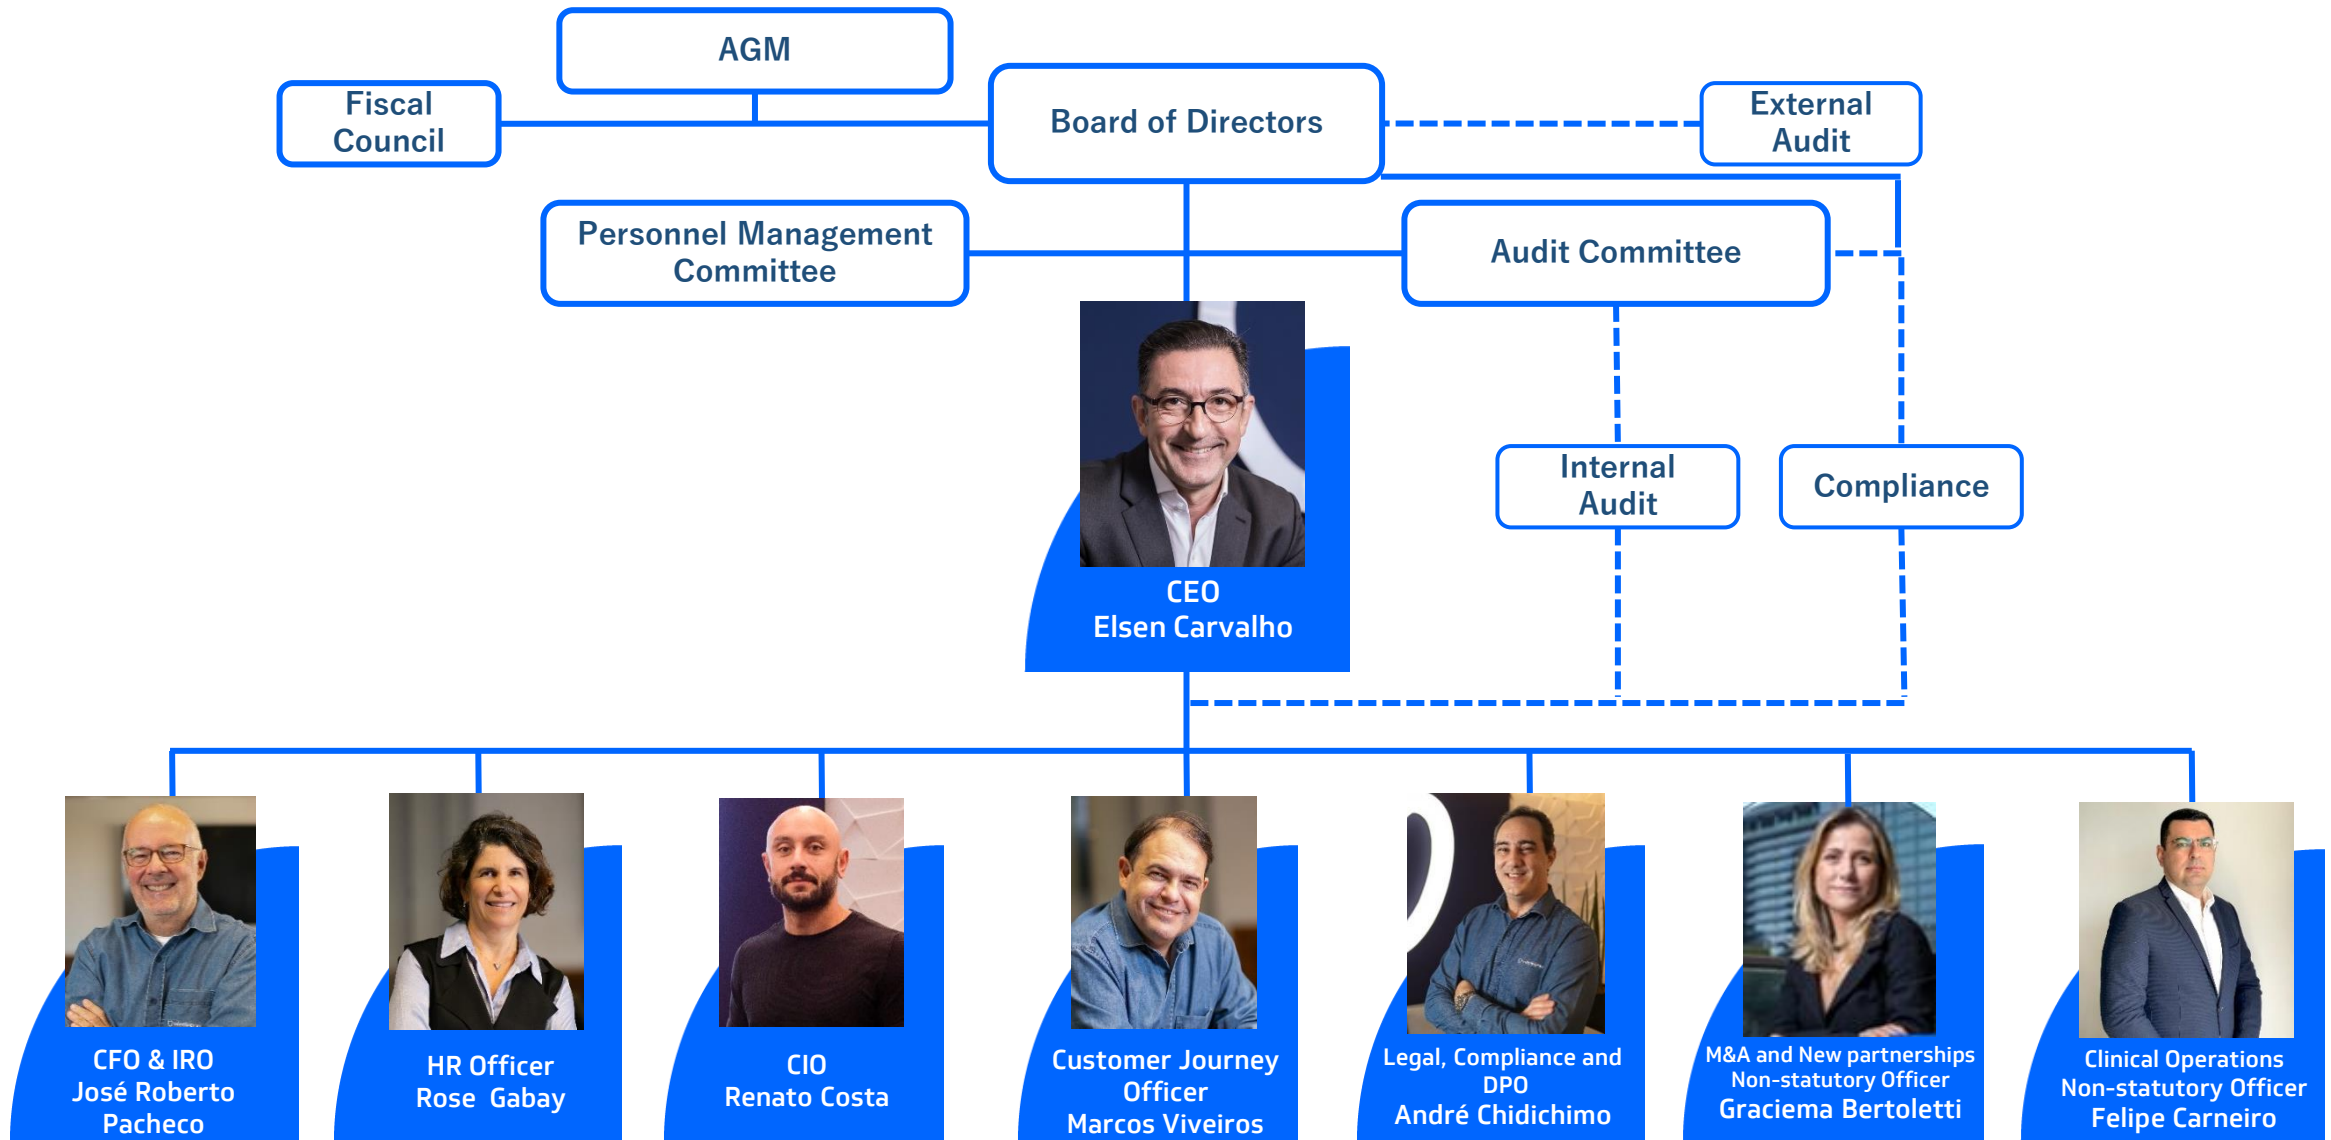 AGM
Fiscal
Council
Board of Directors
External
Audit
Personnel Management
Committee
Audit Committee
Internal
Audit
Compliance
CEO
Elsen Carvalho
CFO & IRO
José Roberto
Pacheco
HR Officer
Rose Gabay
CIO
Renato Costa
Customer Journey
Officer
Marcos Viveiros
Legal, Compliance and
DPO
André Chidichimo
M&A and New partnerships
Non-statutory Officer
Graciema Bertoletti
Clinical Operations
Non-statutory Officer
Felipe Carneiro